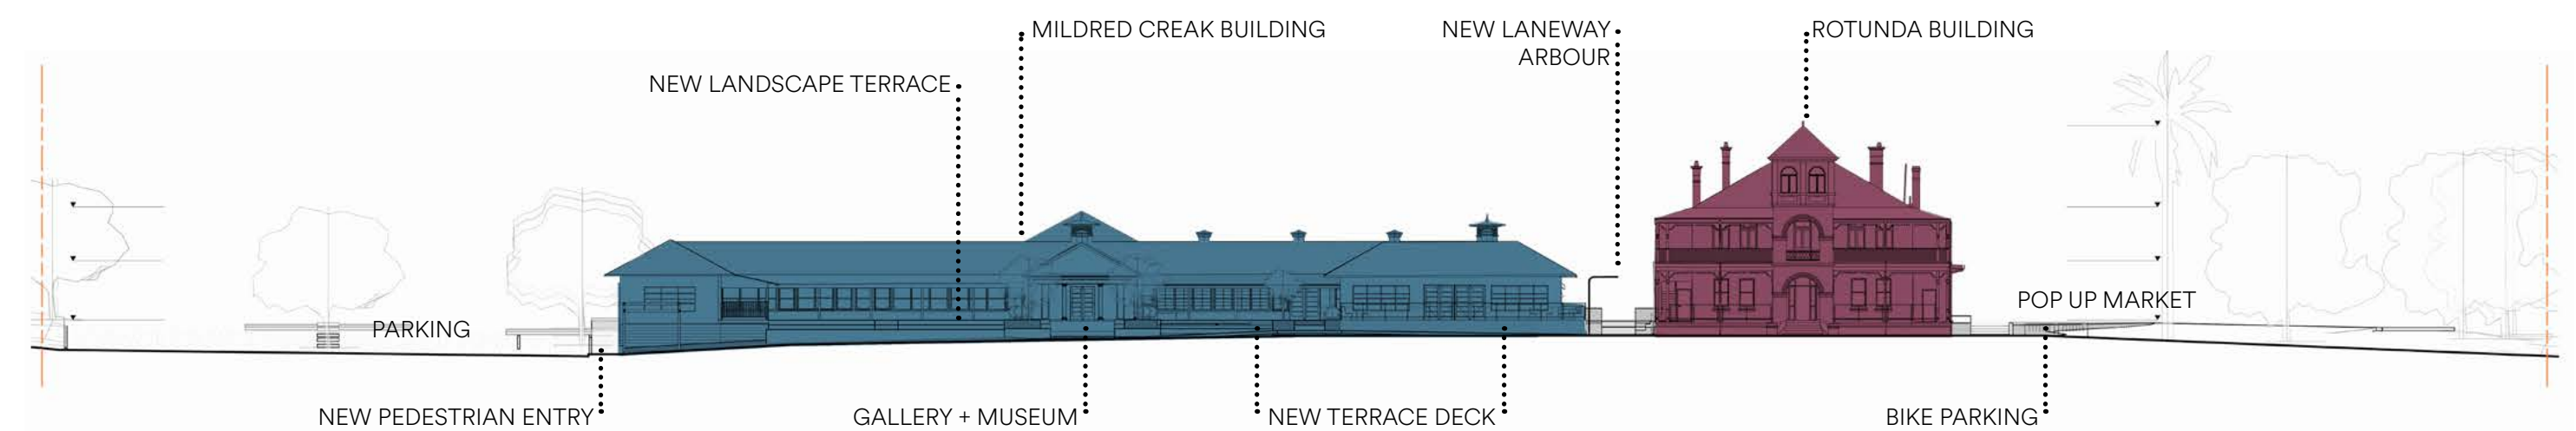 MILDRED CREAK BUILDING
NEW LANEWAY
ARBOUR
ROTUNDA BUILDING
NEW LANDSCAPE TERRACE
POP UP MARKET
PARKING
NEW PEDESTRIAN ENTRY
GALLERY + MUSEUM
NEW TERRACE DECK
BIKE PARKING